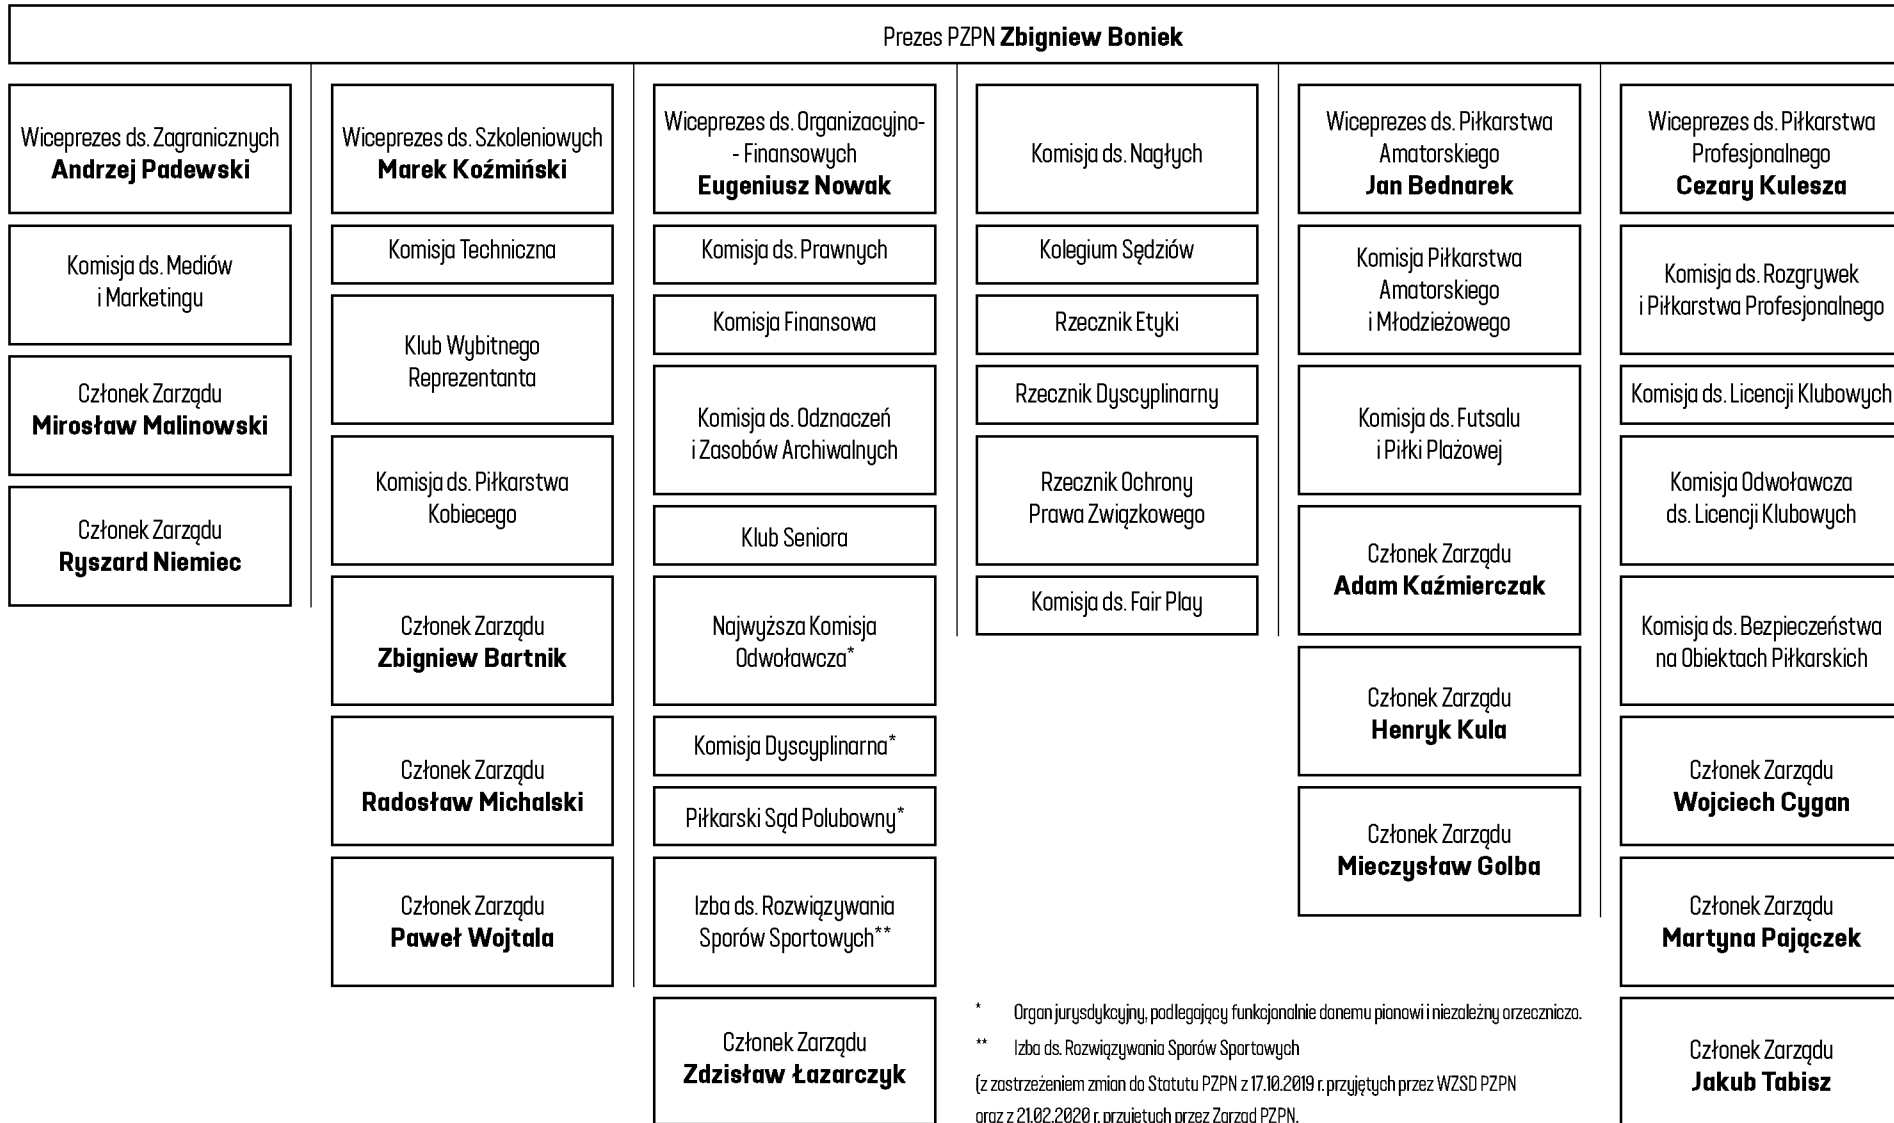 Prezes PZPN Zbigniew Boniek
Wiceprezes ds. Zagranicznych
Andrzej Padewski
Komisja ds. Mediów
i Marketingu
Członek Zarządu
Mirosław Malinowski
Członek Zarządu
Ryszard Niemiec
Wiceprezes ds. Szkoleniowych
Marek Koźmiński
Komisja Techniczna
Klub Wybitnego
Reprezentanta
Komisja ds. Piłkarstwa
Kobiecego
Członek Zarządu
Zbigniew Bartnik
Członek Zarządu
Radosław Michalski
Członek Zarządu
Paweł Wojtala
Wiceprezes ds. Organizacyjno-
- Finansowych
Eugeniusz Nowak
Komisja ds. Prawnych
Komisja Finansowa
Komisja ds. Odznaczeń
i Zasobów Archiwalnych
Klub Seniora
Najwyższa Komisja
Odwoławcza*
Komisja Dyscyplinarna*
Piłkarski Sąd Polubowny*
Izba ds. Rozwiązywania
Sporów Sportowych**
Członek Zarządu
Zdzisław Łazarczyk
Komisja ds. Nagłych
Kolegium Sędziów
Rzecznik Etyki
Rzecznik Dyscyplinarny
Rzecznik Ochrony
Prawa Związkowego
Komisja ds. Fair Play
Wiceprezes ds. Piłkarstwa
Amatorskiego
Jan Bednarek
Komisja Piłkarstwa
Amatorskiego
i Młodzieżowego
Komisja ds. Futsalu
i Piłki Plażowej
Członek Zarządu
Adam Kaźmierczak
Członek Zarządu
Henryk Kula
Członek Zarządu
Mieczysław Golba
Wiceprezes ds. Piłkarstwa
Profesjonalnego
Cezary Kulesza
Komisja ds. Rozgrywek
i Piłkarstwa Profesjonalnego
Komisja ds. Licencji Klubowych
Komisja Odwoławcza
ds. Licencji Klubowych
Komisja ds. Bezpieczeństwa
na Obiektach Piłkarskich
Członek Zarządu
Wojciech Cygan
Członek Zarządu
Martyna Pajączek
Członek Zarządu
Jakub Tabisz
* Organ jurysdykcyjny, podlegający funkcjonalnie danemu pionowi i niezależny orzeczniczo.
** Izba ds. Rozwiązywania Sporów Sportowych
(z zastrzeżeniem zmian do Statutu PZPN z 17.10.2019 r. przyjętych przez WZSD PZPN
oraz z 21.02.2020 r. przyjętych przez Zarząd PZPN.